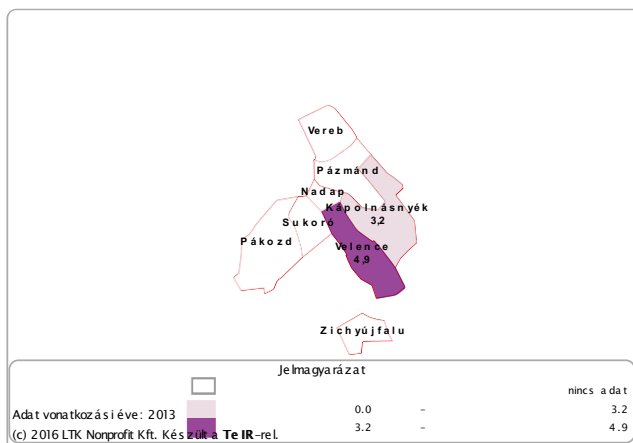 Vereb
Pázmánd
Nadap
Kápolnásnyék
3,2
Sukoró
Pákozd
Velence
4,9
Zichyújfalu
Jelmagyarázat
nincs adat
Adat vonatkozási éve: 2013 0.0 – 3.2
(c) 2016 LTK Nonprofit Kft. Készült a TeIR-rel. 3.2 – 4.9